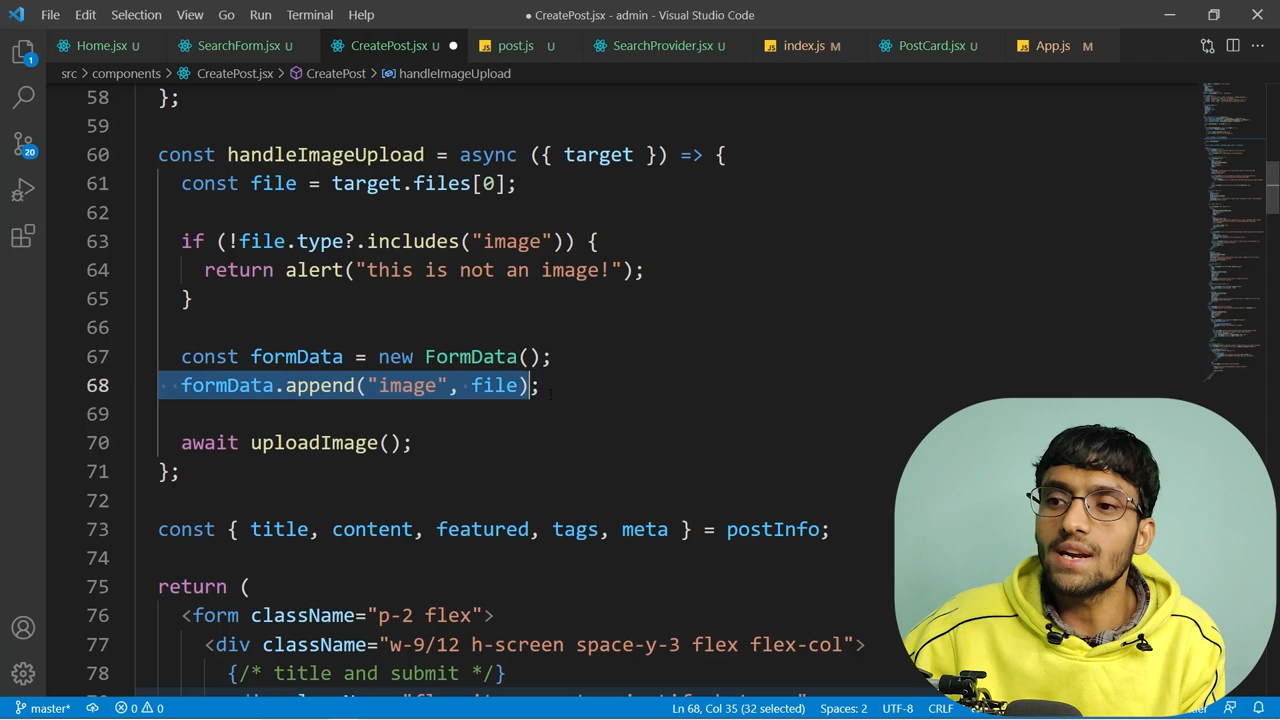 File Edit Selection View Go Run Terminal Help
● CreatePost.jsx - admin - Visual Studio Code
1
20
Home.jsx U
SearchForm.jsx U
CreatePost.jsx U ●
JS post.js U
SearchProvider.jsx U
JS index.js M
PostCard.jsx U
JS App.js M
src > components > CreatePost.jsx > CreatePost > handleImageUpload
58 };
59
60 const handleImageUpload = async ({ target }) => {
61 const file = target.files[0];
62
63 if (!file.type?.includes("image")) {
64 return alert("this is not an image!");
65 }
66
67 const formData = new FormData();
68 formData.append("image", file);
69
70 await uploadImage();
71 };
72
73 const { title, content, featured, tags, meta } = postInfo;
74
75 return (
76 <form className="p-2 flex">
77 <div className="w-9/12 h-screen space-y-3 flex flex-col">
78 {/* title and submit */}
master* 0 0 Ln 68, Col 35 (32 selected) Spaces: 2 UTF-8 CRLF